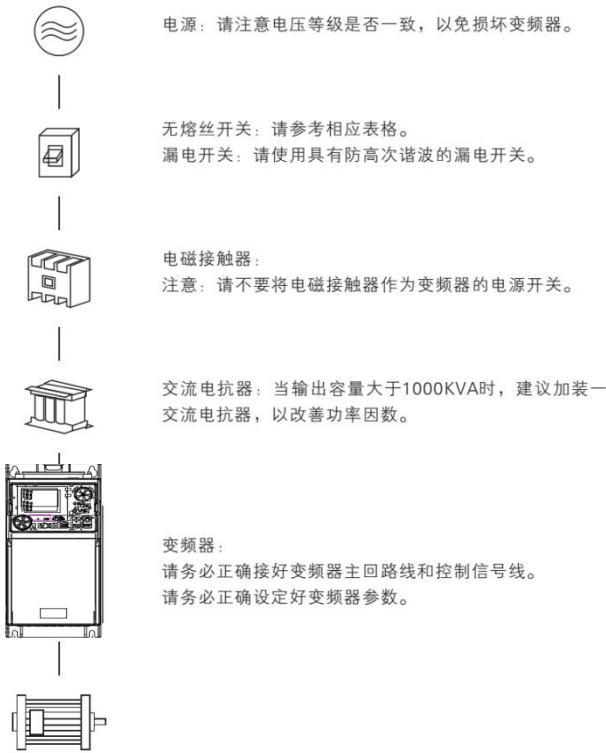 电源：请注意电压等级是否一致，以免损坏变频器。
无熔丝开关：请参考相应表格。
漏电开关：请使用具有防高次谐波的漏电开关。
电磁接触器：
注意：请不要将电磁接触器作为变频器的电源开关。
交流电抗器：当输出容量大于1000KVA时，建议加装一
交流电抗器，以改善功率因数。
变频器：
请务必正确接好变频器主回路线和控制信号线。
请务必正确设定好变频器参数。